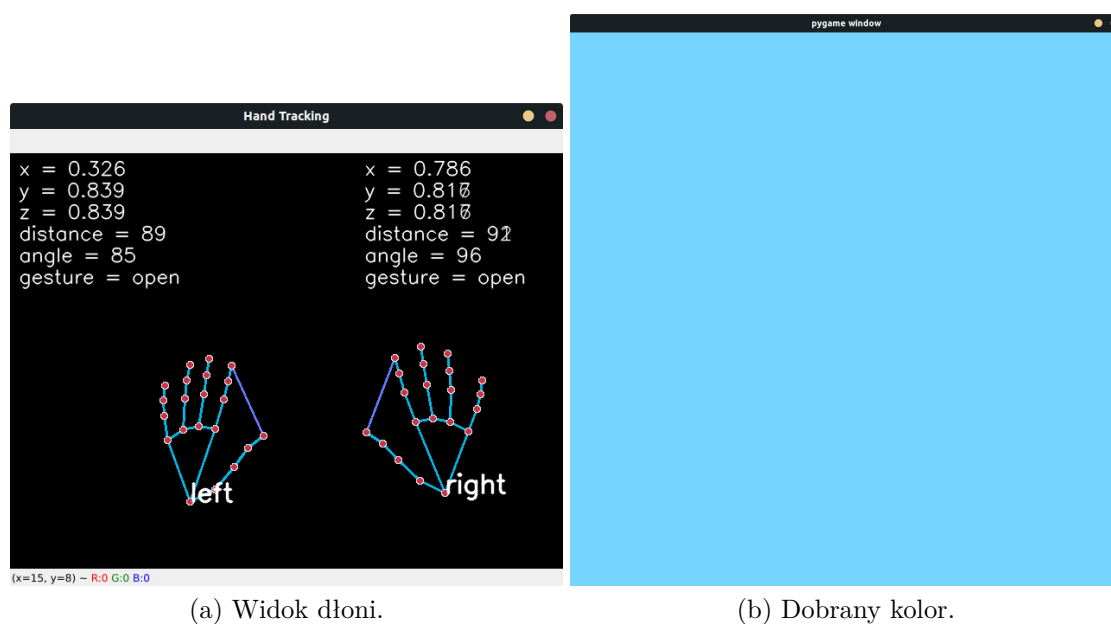 pygame window
Hand Tracking
x = 0.326
y = 0.839
z = 0.839
distance = 89
angle = 85
gesture = open
x = 0.786
y =
z =
distance =
angle = 96
gesture = open
left
right
(x=15, y=8) ~ R:0 G:0 B:0
(a) Widok dłoni.
(b) Dobrany kolor.